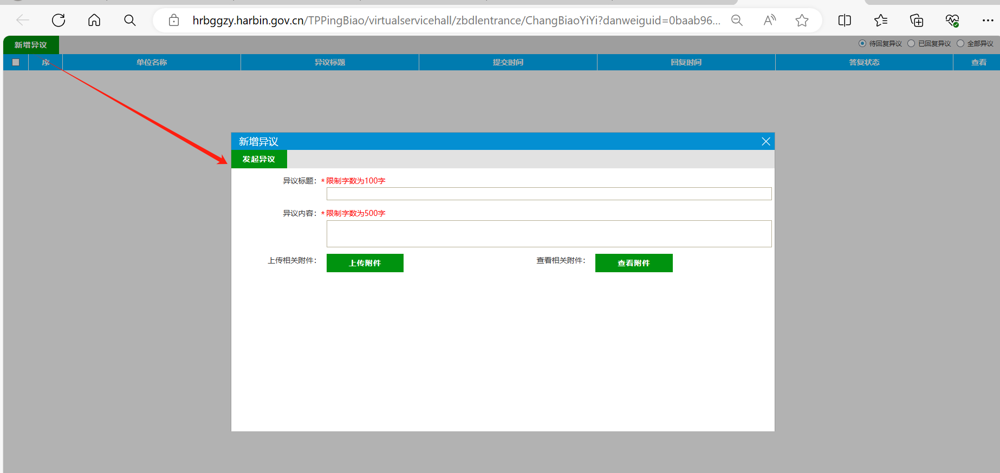 hrbggzy.harbin.gov.cn/TPPingBiao/virtualservicehall/zbdlentrance/ChangBiaoYiYi?danweiguid=0baab96...
新增异议
待回复异议 已回复异议 全部异议
序 单位名称 异议标题 提交时间 回复时间 答复状态 查看
新增异议
发起异议
异议标题：*限制字数为100字
异议内容：*限制字数为500字
上传相关附件： 上传附件 查看相关附件： 查看附件